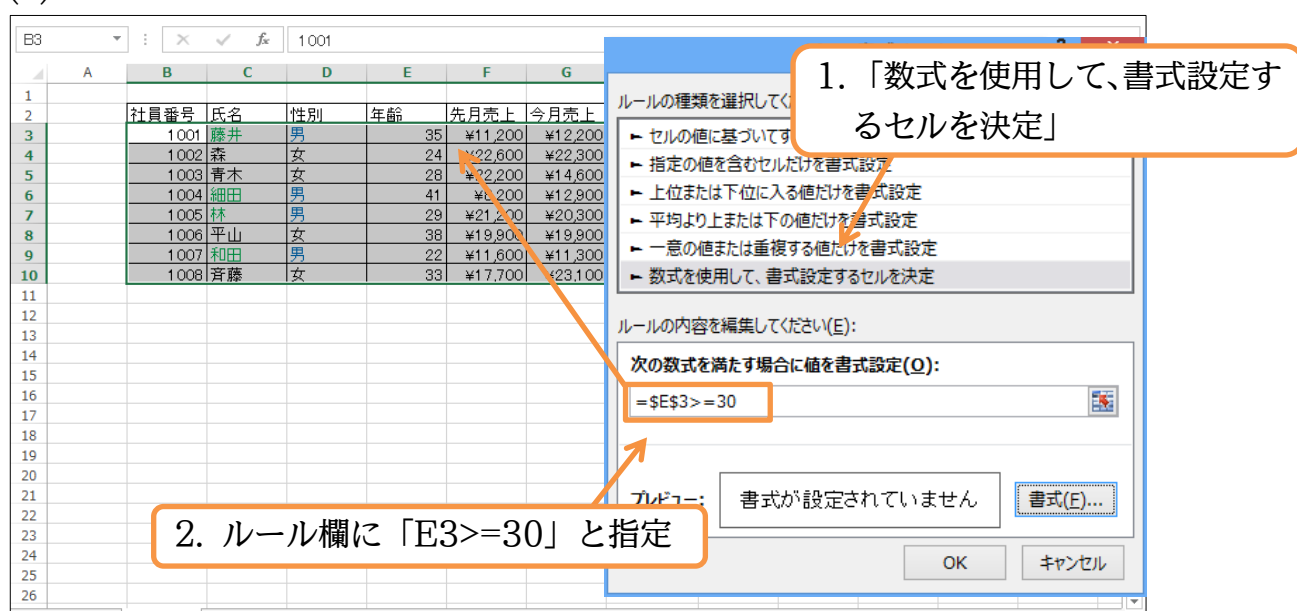 B3 fx 1001
A B C D E F G
1
2 社員番号 氏名 性別 年齢 先月売上 今月売上
3 1001 藤井 男 35 ¥11,200 ¥12,200
4 1002 森 女 24 ¥22,600 ¥22,300
5 1003 青木 女 28 ¥22,200 ¥14,600
6 1004 細田 男 41 ,200 ¥12,900
7 1005 林 男 29 ¥21,200 ¥20,300
8 1006 平山 女 38 ¥19,900 ¥19,900
9 1007 和田 男 22 ¥11,600 ¥11,300
10 1008 斉藤 女 33 ¥17,700 ¥23,100
11
12
13
14
15
16
17
18
19
20
21
22
23
24
25
26
1.「数式を使用して、書式設定す
るセルを決定」
ルールの種類を選択してく
► セルの値に基づいてす
► 指定の値を含むセルだけを書式設定
► 上位または下位に入る値だけを書式設定
► 平均より上または下の値だけを書式設定
► 一意の値または重複する値だけを書式設定
► 数式を使用して、書式設定するセルを決定
ルールの内容を編集してください(E):
次の数式を満たす場合に値を書式設定(O):
=$E$3>=30
プレビュー: 書式が設定されていません 書式(F)...
2. ルール欄に「E3>=30」と指定
OK キャンセル